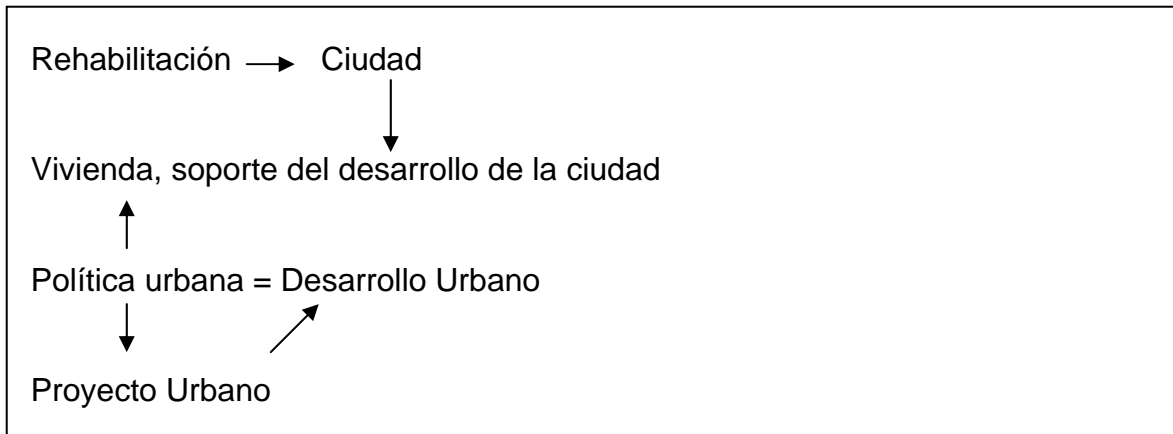 Rehabilitación → Ciudad
Vivienda, soporte del desarrollo de la ciudad
Política urbana = Desarrollo Urbano
Proyecto Urbano